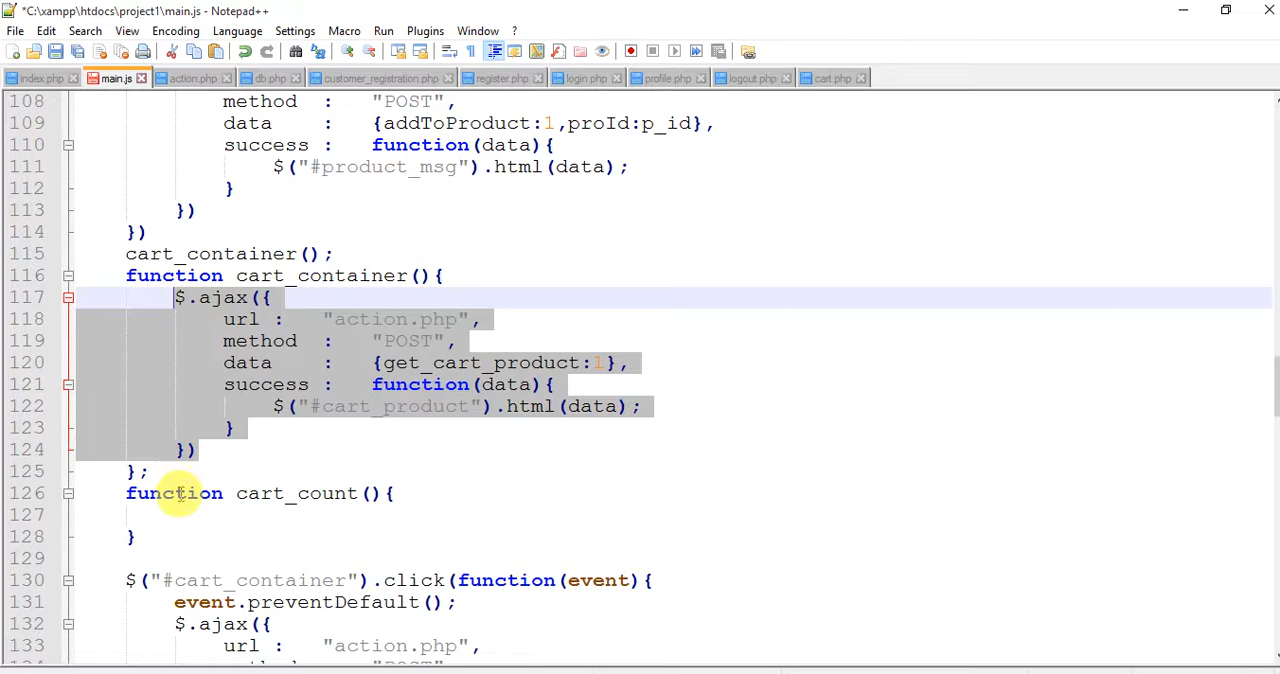 *C:\xampp\htdocs\project1\main.js - Notepad++
File Edit Search View Encoding Language Settings Macro Run Plugins Window ?
index.php main.js action.php db.php customer_registration.php register.php login.php profile.php logout.php cart.php
108 method : "POST",
109 data : {addToProduct:1,proId:p_id},
110 success : function(data){
111 $("#product_msg").html(data);
112 }
113 })
114 })
115 cart_container();
116 function cart_container(){
117 $.ajax({
118 url : "action.php",
119 method : "POST",
120 data : {get_cart_product:1},
121 success : function(data){
122 $("#cart_product").html(data);
123 }
124 })
125 };
126 function cart_count(){
127
128 }
129
130 $("#cart_container").click(function(event){
131 event.preventDefault();
132 $.ajax({
133 url : "action.php",